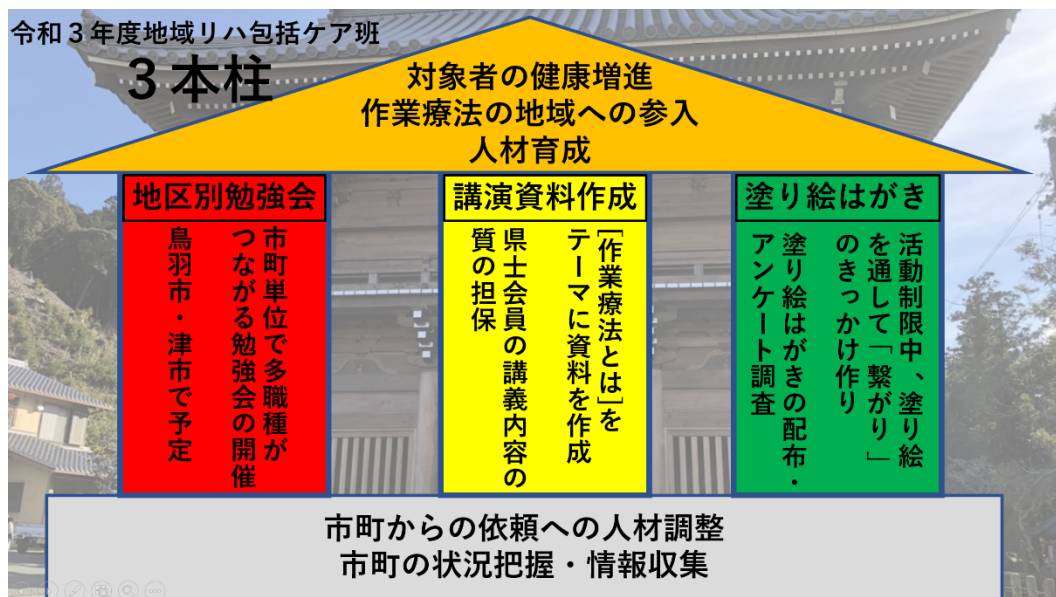 令和３年度地域リハ包括ケア班
３本柱
対象者の健康増進
作業療法の地域への参入
人材育成
地区別勉強会
市町単位で多職種が
つながる勉強会の開催
鳥羽市・津市で予定
講演資料作成
［作業療法とは］を
テーマに資料を作成
県士会員の講義内容の
質の担保
塗り絵はがき
活動制限中、塗り絵
を通して「繋がり」
のきっかけ作り
塗り絵はがきの配布・
アンケート調査
市町からの依頼への人材調整
市町の状況把握・情報収集